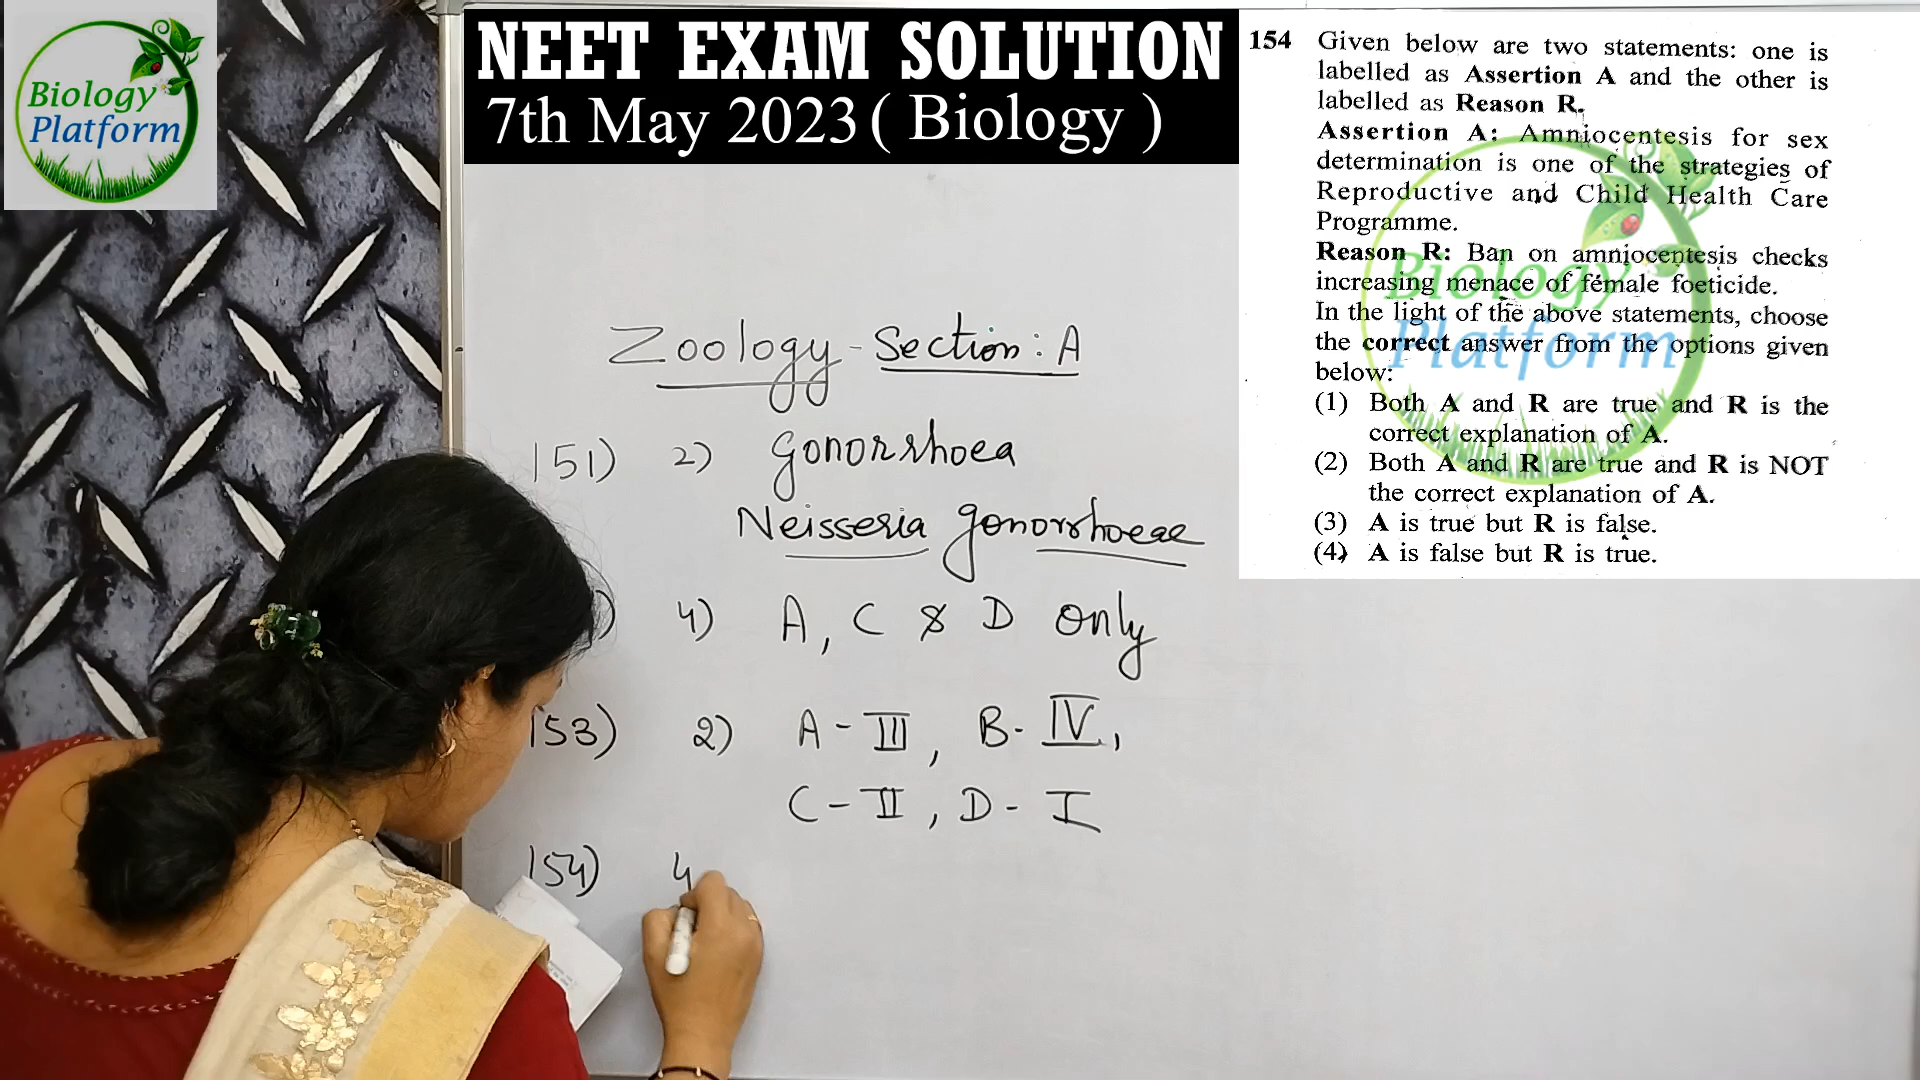 Biology
Platform
NEET EXAM SOLUTION
7th May 2023 ( Biology )
Zoology - Section : A
151) 2) Gonorrhoea
Neisseria gonorrhoeae
) 4) A, C & D only
153) 2) A - III, B - IV,
C - II, D - I
154) 4
154 Given below are two statements: one is
labelled as Assertion A and the other is
labelled as Reason R.
Assertion A: Amniocentesis for sex
determination is one of the strategies of
Reproductive and Child Health Care
Programme.
Reason R: Ban on amniocentesis checks
increasing menace of female foeticide.
In the light of the above statements, choose
the correct answer from the options given
below:
(1) Both A and R are true and R is the
correct explanation of A.
(2) Both A and R are true and R is NOT
the correct explanation of A.
(3) A is true but R is false.
(4) A is false but R is true.
Biology
Platform